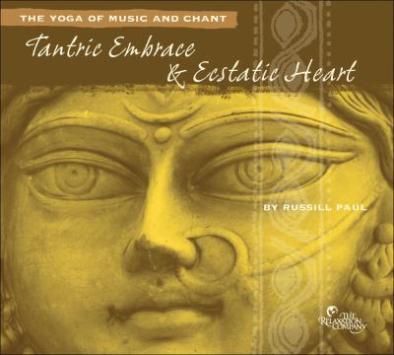 THE YOGA OF MUSIC AND CHANT
Tantric Embrace
& Ecstatic Heart
BY RUSSILL PAUL
THE
RELAXATION
COMPANY